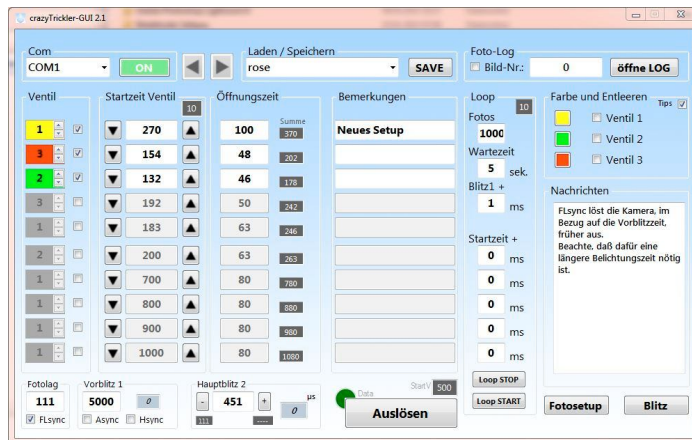 crazyTrickler-GUI 2.1
Com
COM1
ON
Laden / Speichern
rose
SAVE
Foto-Log
Bild-Nr.:
0
öffne LOG
Ventil
Startzeit Ventil
10
Öffnungszeit
Summe
Bemerkungen
1 270 100 370 Neues Setup
3 154 48 202
2 132 46 178
3 192 50 242
1 183 63 246
2 200 63 263
1 700 80 780
1 800 80 880
1 900 80 980
1 1000 80 1080
Loop
10
Fotos
1000
Wartezeit
5 sek.
Blitz1 +
1 ms
Startzeit +
0 ms
0 ms
0 ms
0 ms
0 ms
Loop STOP
Loop START
Farbe und Entleeren
Tips
Ventil 1
Ventil 2
Ventil 3
Nachrichten
FLsync löst die Kamera, im
Bezug auf die Vorblitzzeit,
früher aus.
Beachte, daß dafür eine
längere Belichtungszeit nötig
ist.
Fotosetup
Blitz
Fotolag
111
FLsync
Vorblitz 1
5000
0
Async
Hsync
Hauptblitz 2
- 451 +
0
µs
111
----
Data
StartV
500
Auslösen